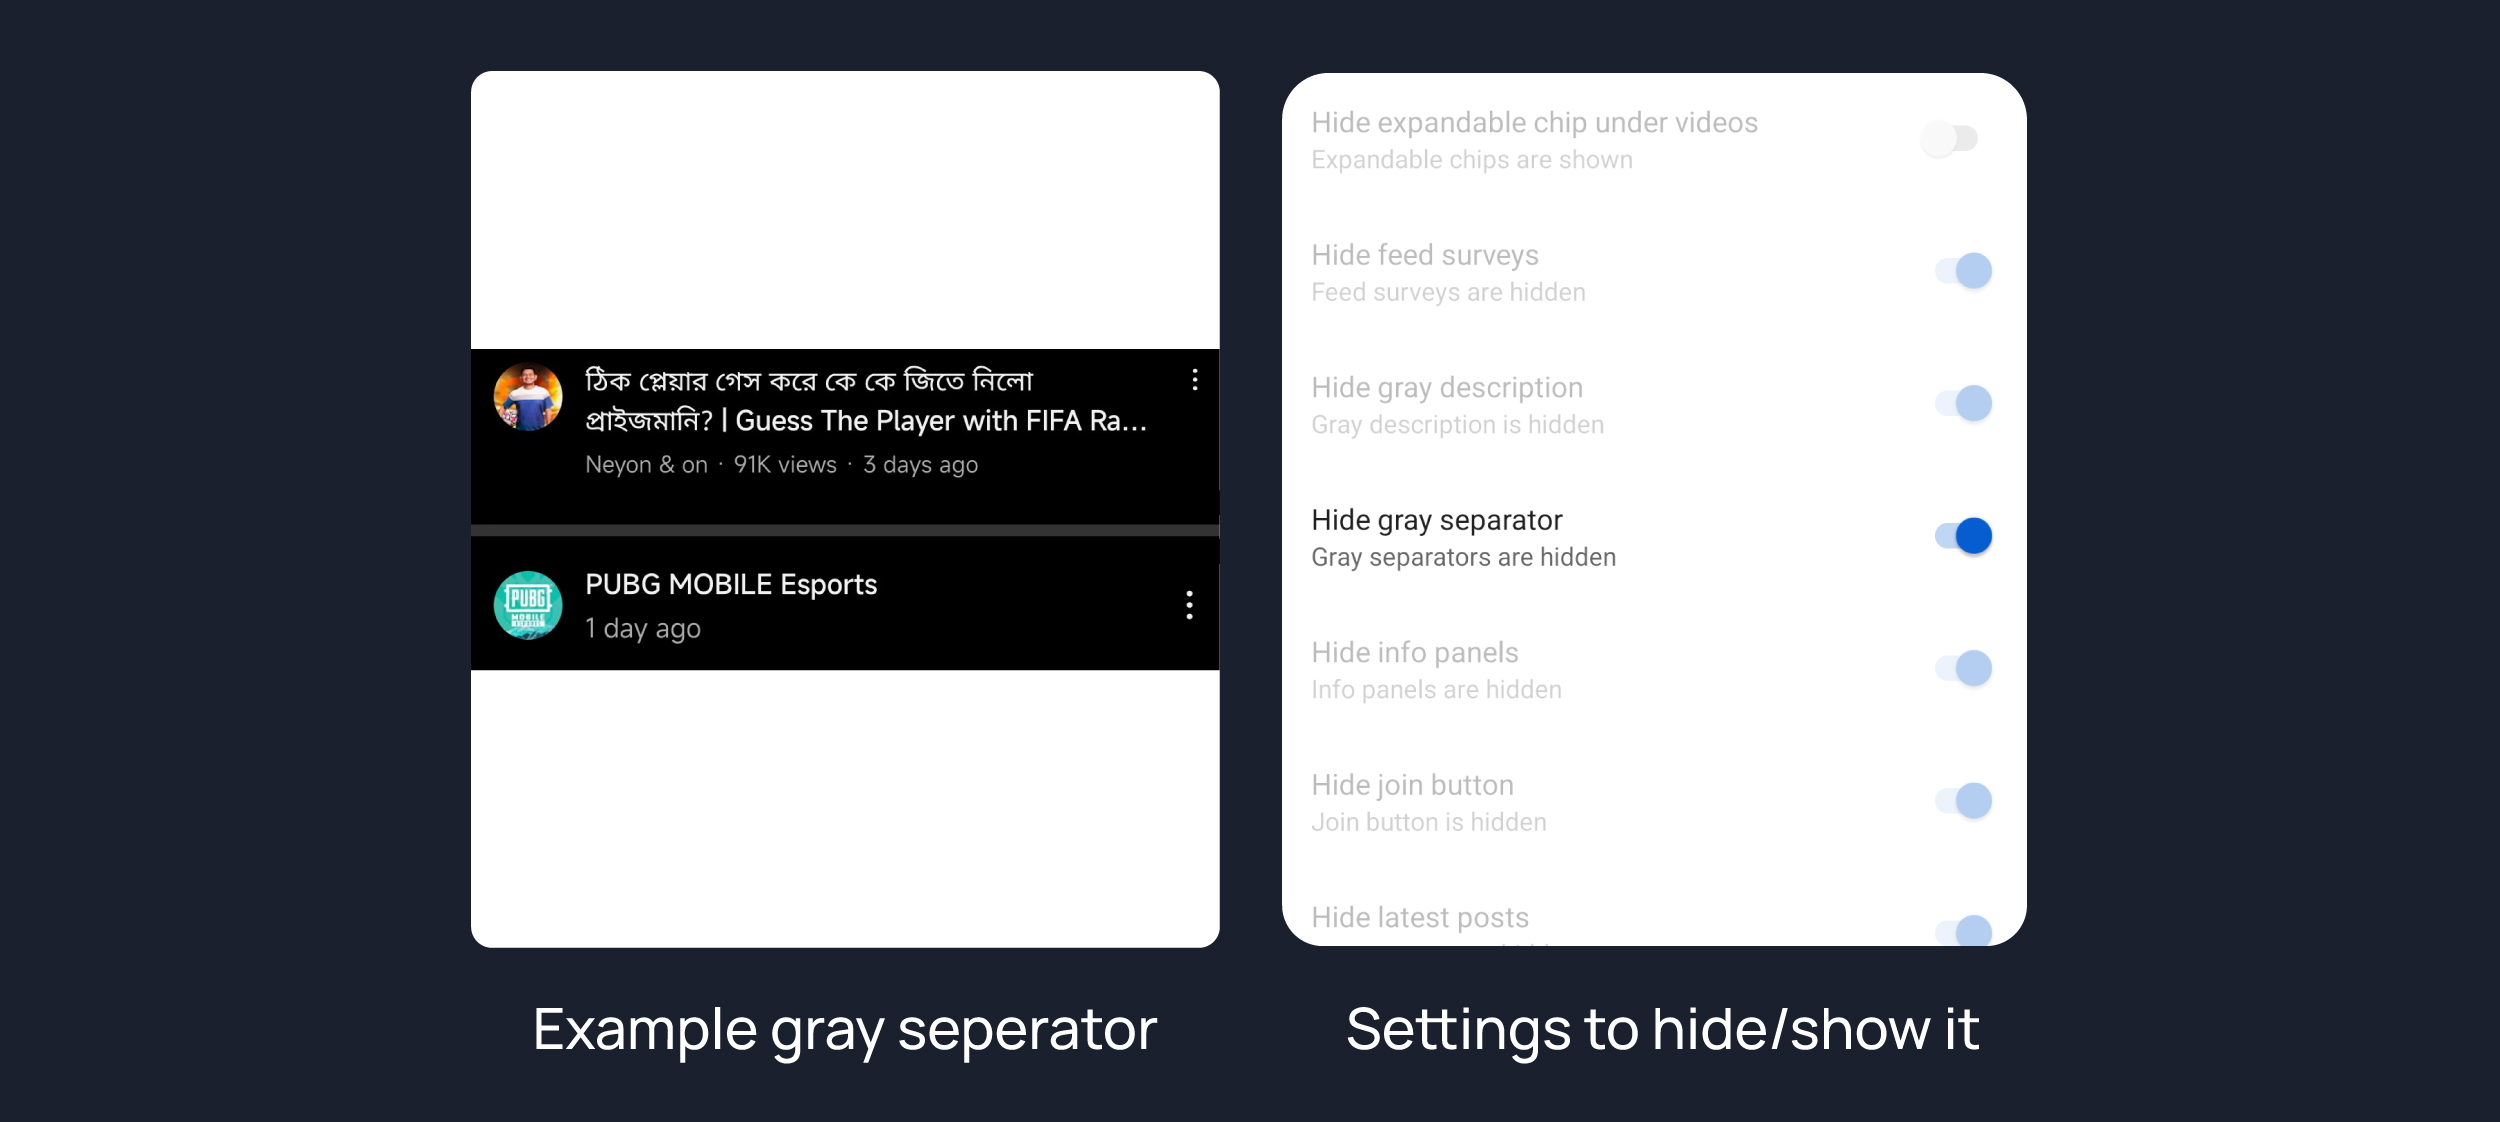 ঠিক প্লেয়ার গেস করে কে কে জিতে নিলো
প্রাইজমানি? | Guess The Player with FIFA Ra...
Neyon & on · 91K views · 3 days ago
PUBG
MOBILE
ESPORTS
PUBG MOBILE Esports
1 day ago
Example gray seperator
Hide expandable chip under videos
Expandable chips are shown
Hide feed surveys
Feed surveys are hidden
Hide gray description
Gray description is hidden
Hide gray separator
Gray separators are hidden
Hide info panels
Info panels are hidden
Hide join button
Join button is hidden
Hide latest posts
Settings to hide/show it